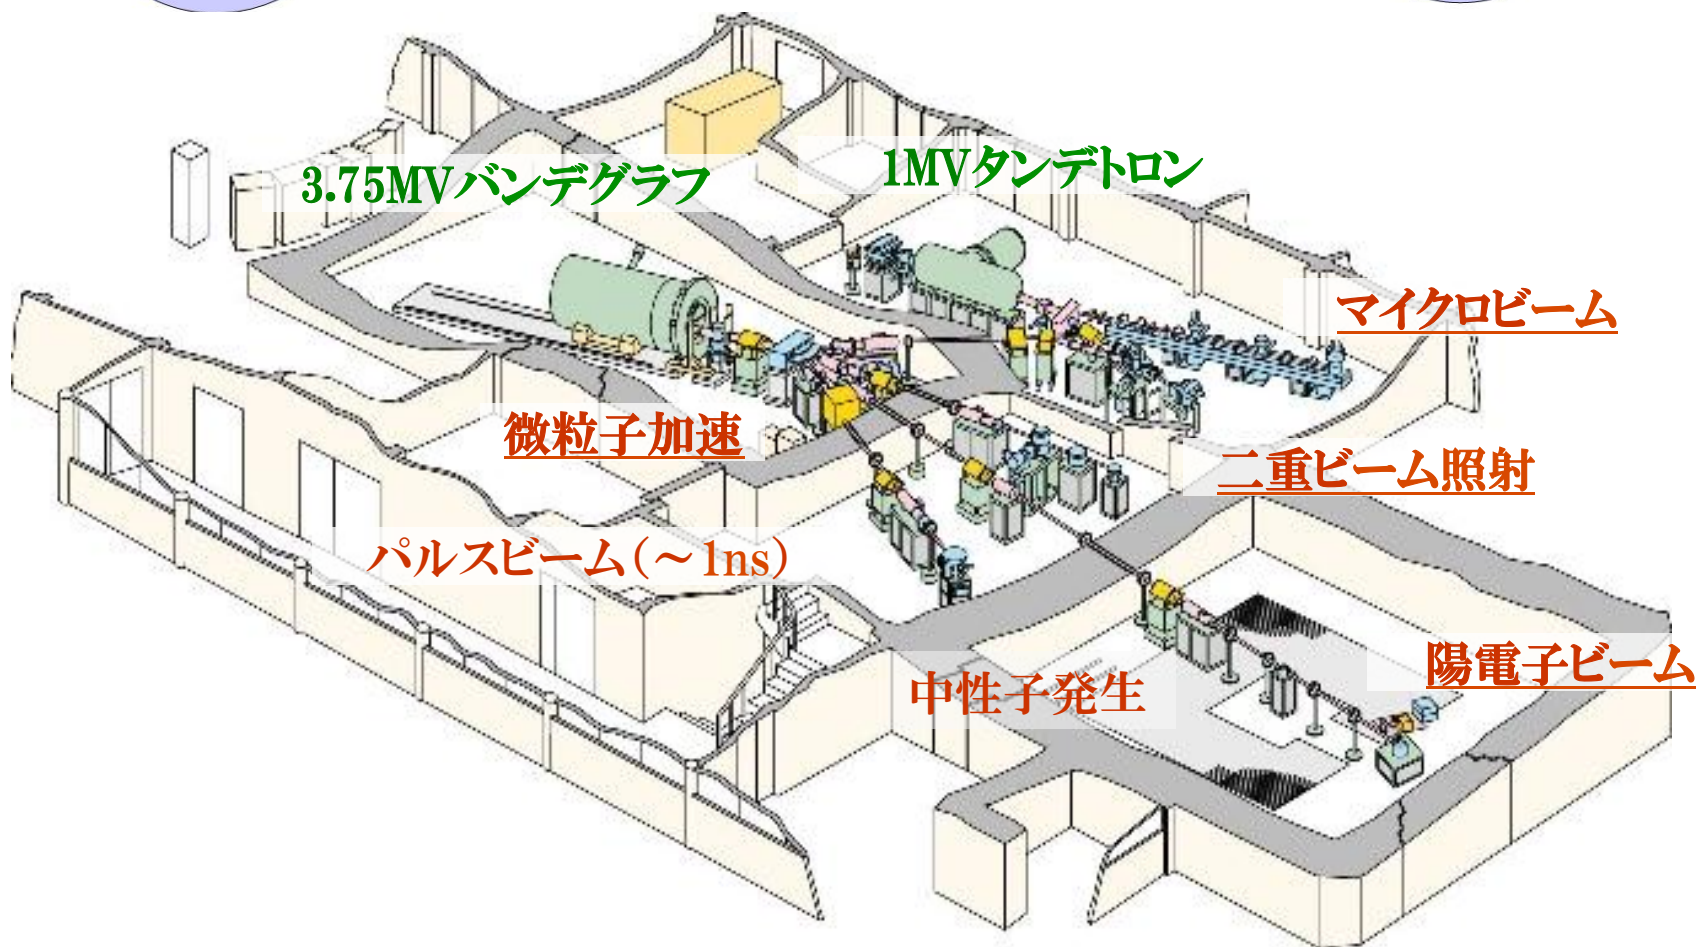 3.75MVバンデグラフ
1MVタンデトロン
マイクロビーム
微粒子加速
二重ビーム照射
パルスビーム(~1ns)
中性子発生
陽電子ビーム